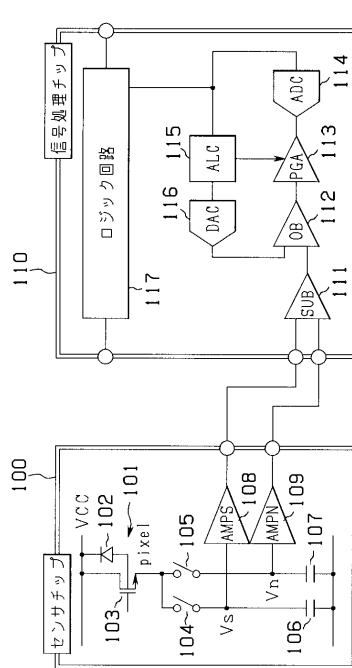 100
センサチップ
VCC
102
103
101
pixel
104
105
Vs
Vn
106
107
AMPS
108
AMPN
109
110
信号処理チップ
ロジック回路
117
116
DAC
115
ALC
ADC
114
PGA
113
OB
112
SUB
111